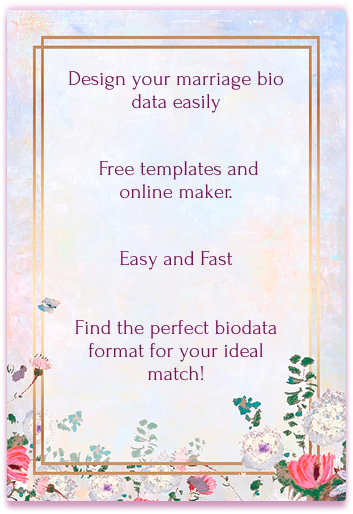 Design your marriage bio
data easily
Free templates and
online maker.
Easy and Fast
Find the perfect biodata
format for your ideal
match!